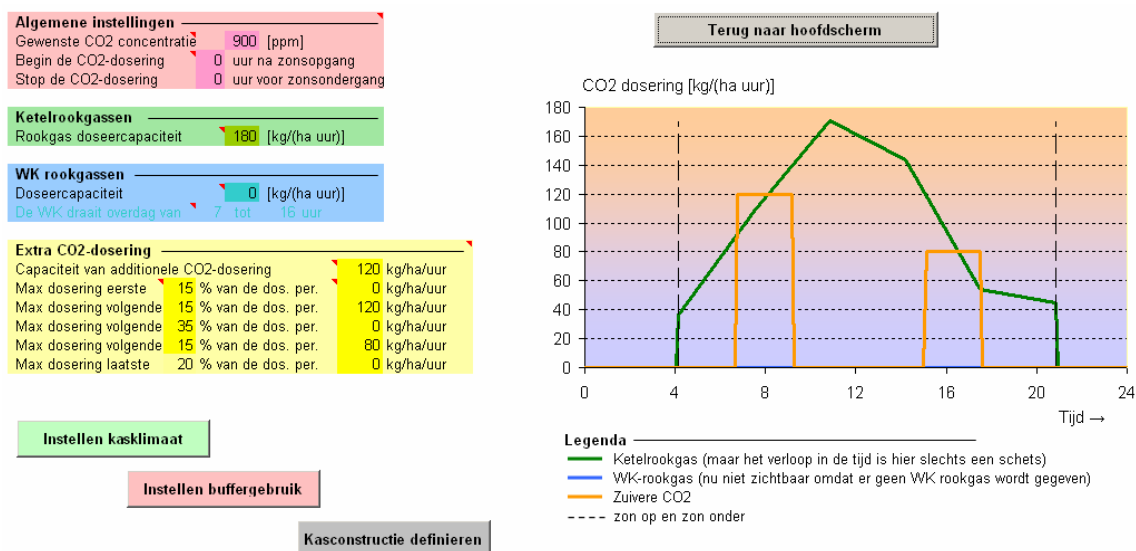 Algemene instellingen
Gewenste CO2 concentratie 900 [ppm]
Begin de CO2-dosering 0 uur na zonsopgang
Stop de CO2-dosering 0 uur voor zonsondergang
Ketelrookgassen
Rookgas doseercapaciteit 180 [kg/(ha uur)]
WK rookgassen
Doseercapaciteit 0 [kg/(ha uur)]
De WK draait overdag van 7 tot 16 uur
Extra CO2-dosering
Capaciteit van additionele CO2-dosering 120 kg/ha/uur
Max dosering eerste 15 % van de dos. per. 0 kg/ha/uur
Max dosering volgende 15 % van de dos. per. 120 kg/ha/uur
Max dosering volgende 35 % van de dos. per. 0 kg/ha/uur
Max dosering volgende 15 % van de dos. per. 80 kg/ha/uur
Max dosering laatste 20 % van de dos. per. 0 kg/ha/uur
Instellen kasklimaat
Instellen buffergebruik
Kasconstructie definieren
Terug naar hoofdscherm
CO2 dosering [kg/(ha uur)]
180
160
140
120
100
80
60
40
20
0
0 4 8 12 16 20 24
Tijd →
Legenda
Ketelrookgas (maar het verloop in de tijd is hier slechts een schets)
WK-rookgas (nu niet zichtbaar omdat er geen WK rookgas wordt gegeven)
Zuivere CO2
zon op en zon onder